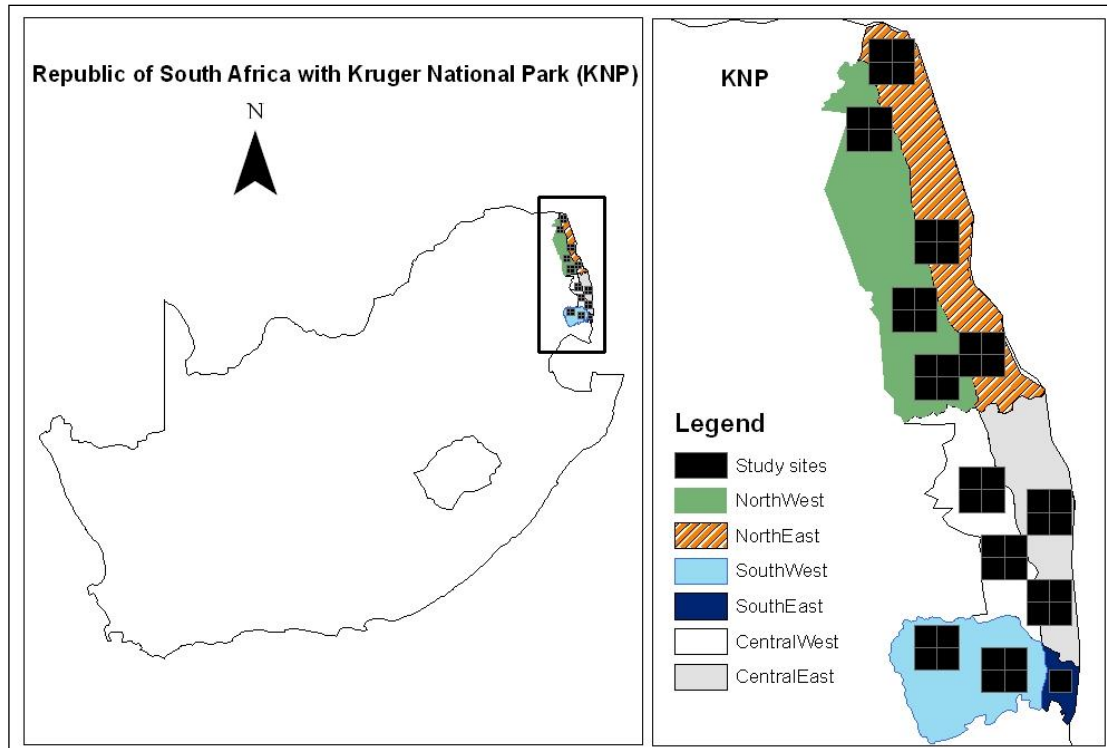 Republic of South Africa with Kruger National Park (KNP)
N
KNP
Legend
Study sites
NorthWest
NorthEast
SouthWest
SouthEast
CentralWest
CentralEast